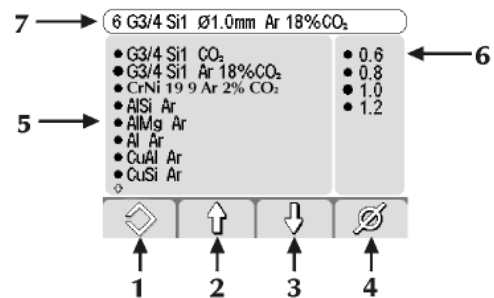 7 6 G3/4 Si1 Ø1.0mm Ar 18%CO₂
• G3/4 Si1 CO₂
• G3/4 Si1 Ar 18%CO₂
• CrNi 19 9 Ar 2% CO₂
• AlSi Ar
5 • AlMg Ar
• Al Ar
• CuAl Ar
• CuSi Ar
• 0.6 6
• 0.8
• 1.0
• 1.2
1 2 3 4